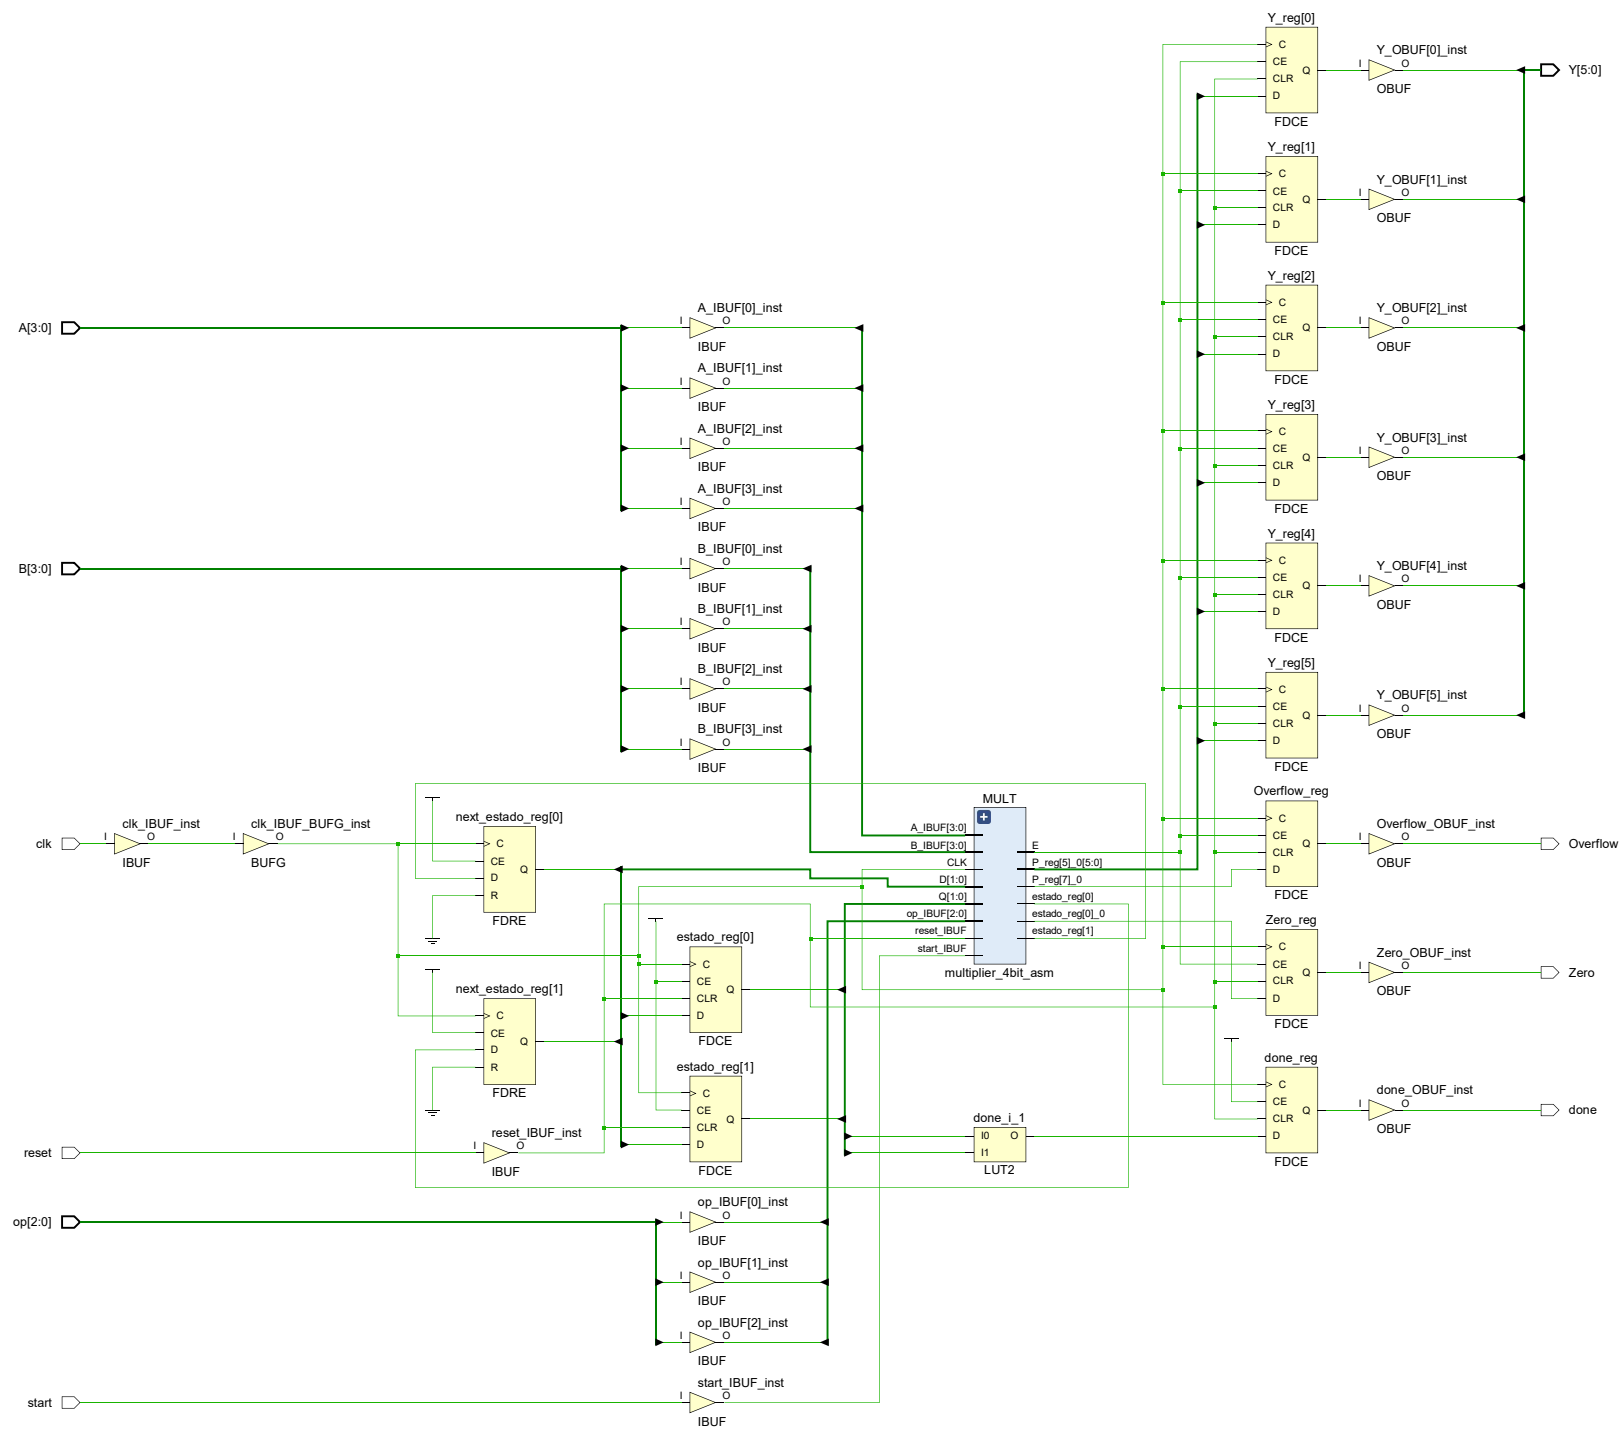 Y_reg[0]
C
CE
CLR
D
Q
FDCE
Y_OBUF[0]_inst
I
O
OBUF
Y[5:0]
Y_reg[1]
C
CE
CLR
D
Q
FDCE
Y_OBUF[1]_inst
I
O
OBUF
Y_reg[2]
C
CE
CLR
D
Q
FDCE
Y_OBUF[2]_inst
I
O
OBUF
Y_reg[3]
C
CE
CLR
D
Q
FDCE
Y_OBUF[3]_inst
I
O
OBUF
Y_reg[4]
C
CE
CLR
D
Q
FDCE
Y_OBUF[4]_inst
I
O
OBUF
Y_reg[5]
C
CE
CLR
D
Q
FDCE
Y_OBUF[5]_inst
I
O
OBUF
A[3:0]
A_IBUF[0]_inst
I
O
IBUF
A_IBUF[1]_inst
I
O
IBUF
A_IBUF[2]_inst
I
O
IBUF
A_IBUF[3]_inst
I
O
IBUF
B[3:0]
B_IBUF[0]_inst
I
O
IBUF
B_IBUF[1]_inst
I
O
IBUF
B_IBUF[2]_inst
I
O
IBUF
B_IBUF[3]_inst
I
O
IBUF
clk
clk_IBUF_inst
I
O
IBUF
clk_IBUF_BUFG_inst
I
O
BUFG
next_estado_reg[0]
C
CE
D
R
Q
FDRE
next_estado_reg[1]
C
CE
D
R
Q
FDRE
estado_reg[0]
C
CE
CLR
D
Q
FDCE
estado_reg[1]
C
CE
CLR
D
Q
FDCE
MULT
A_IBUF[3:0]
B_IBUF[3:0]
CLK
D[1:0]
Q[1:0]
op_IBUF[2:0]
reset_IBUF
start_IBUF
E
P_reg[5]_0[5:0]
P_reg[7]_0
estado_reg[0]
estado_reg[0]_0
estado_reg[1]
multiplier_4bit_asm
Overflow_reg
C
CE
CLR
D
Q
FDCE
Overflow_OBUF_inst
I
O
OBUF
Overflow
Zero_reg
C
CE
CLR
D
Q
FDCE
Zero_OBUF_inst
I
O
OBUF
Zero
done_reg
C
CE
CLR
D
Q
FDCE
done_OBUF_inst
I
O
OBUF
done
done_i_1
I0
I1
O
LUT2
reset
reset_IBUF_inst
I
O
IBUF
op[2:0]
op_IBUF[0]_inst
I
O
IBUF
op_IBUF[1]_inst
I
O
IBUF
op_IBUF[2]_inst
I
O
IBUF
start
start_IBUF_inst
I
O
IBUF